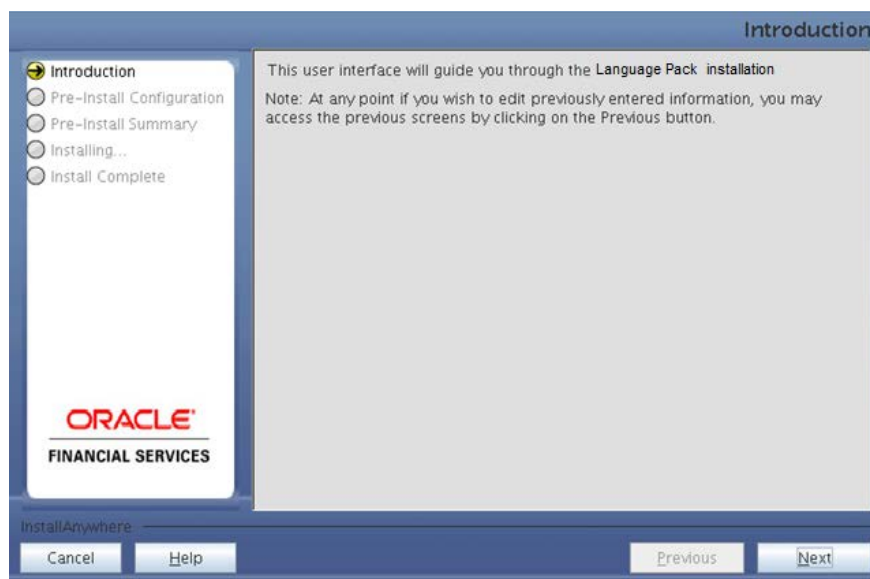 Introduction
Introduction
Pre-Install Configuration
Pre-Install Summary
Installing...
Install Complete
This user interface will guide you through the Language Pack installation
Note: At any point if you wish to edit previously entered information, you may
access the previous screens by clicking on the Previous button.
ORACLE'
FINANCIAL SERVICES
InstallAnywhere
Cancel
Help
Previous
Next